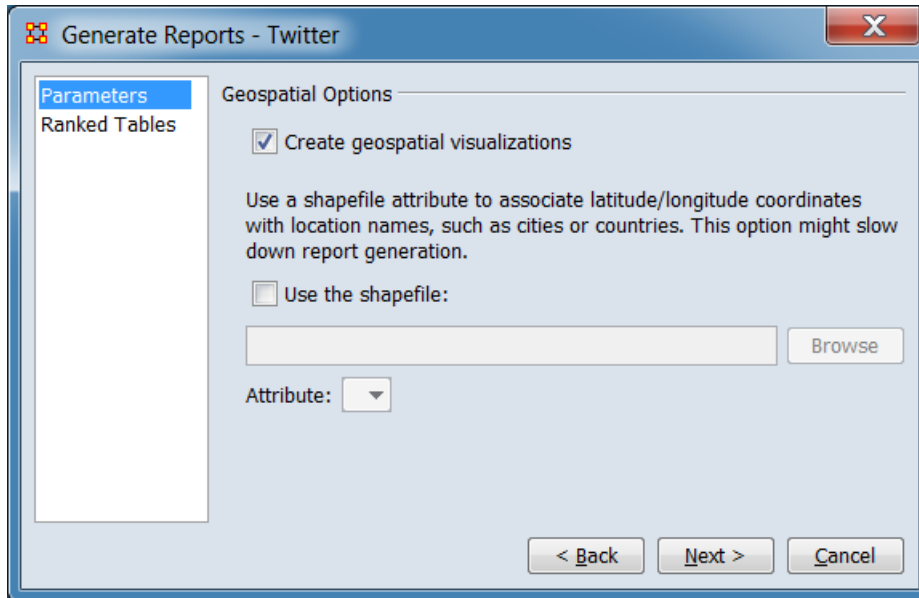 Generate Reports - Twitter
Parameters
Ranked Tables
Geospatial Options
Create geospatial visualizations
Use a shapefile attribute to associate latitude/longitude coordinates
with location names, such as cities or countries. This option might slow
down report generation.
Use the shapefile:
Browse
Attribute:
< Back
Next >
Cancel